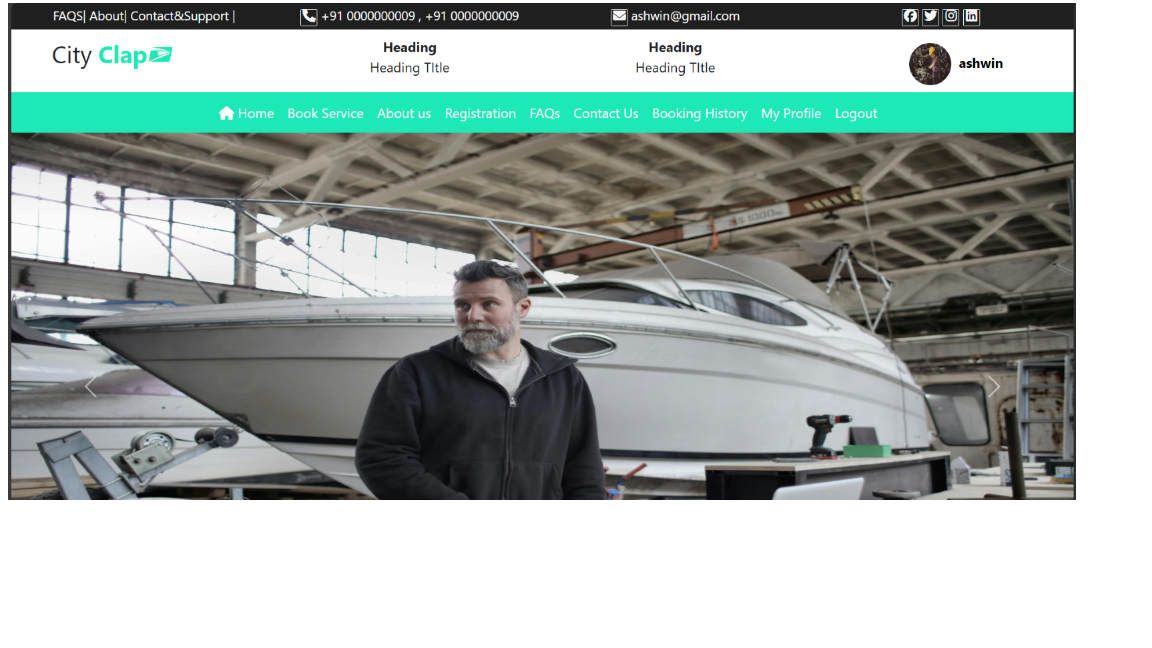 FAQS| About| Contact&Support |
+91 0000000009 , +91 0000000009
ashwin@gmail.com
City Clap
Heading
Heading TItle
Heading
Heading TItle
ashwin
Home Book Service About us Registration FAQs Contact Us Booking History My Profile Logout